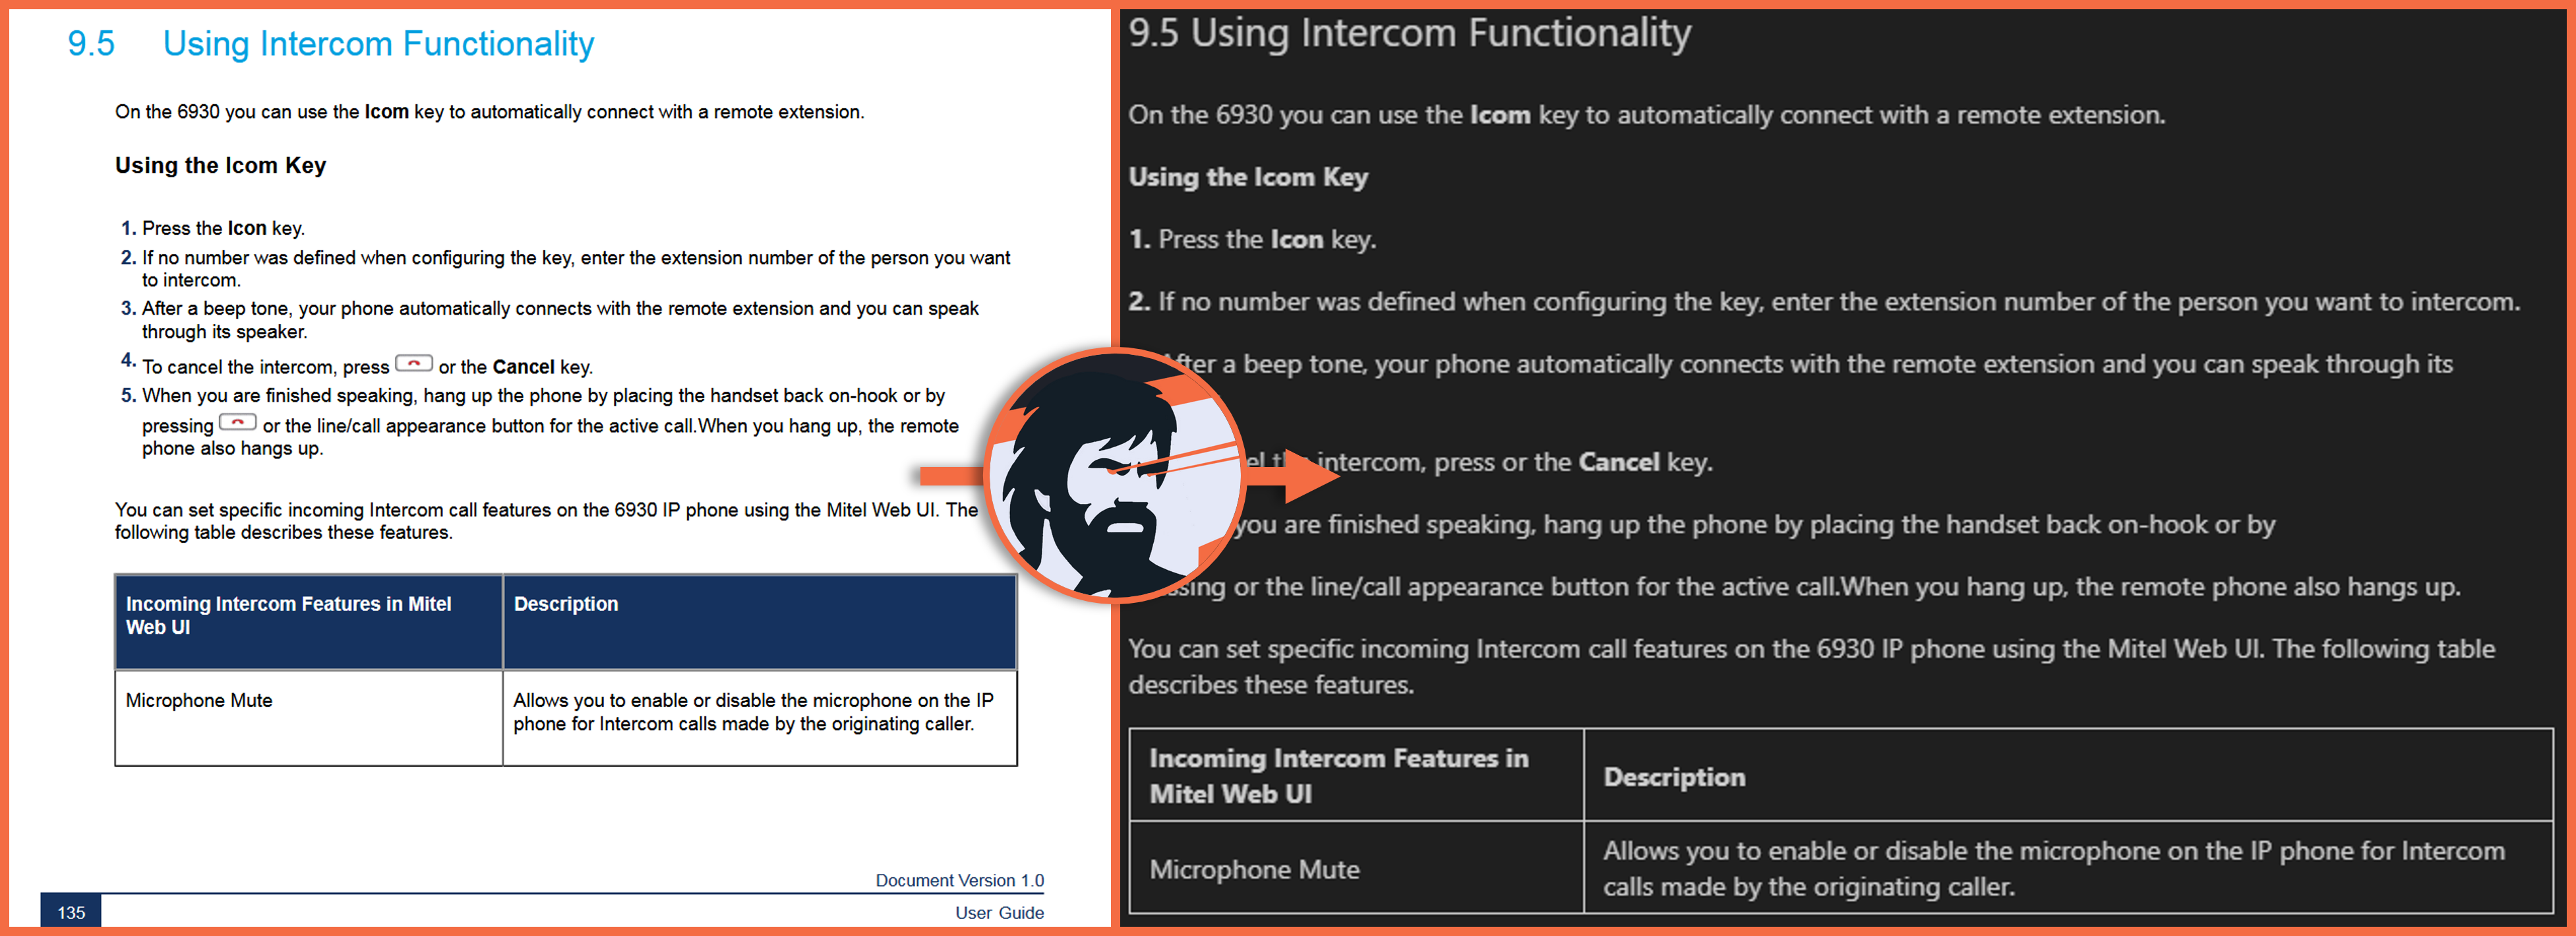 9.5 Using Intercom Functionality
On the 6930 you can use the Icom key to automatically connect with a remote extension.
Using the Icom Key
1. Press the Icon key.
2. If no number was defined when configuring the key, enter the extension number of the person you want
to intercom.
3. After a beep tone, your phone automatically connects with the remote extension and you can speak
through its speaker.
4. To cancel the intercom, press or the Cancel key.
5. When you are finished speaking, hang up the phone by placing the handset back on-hook or by
pressing or the line/call appearance button for the active call.When you hang up, the remote
phone also hangs up.
You can set specific incoming Intercom call features on the 6930 IP phone using the Mitel Web UI. The
following table describes these features.
Incoming Intercom Features in Mitel
Web UI
Description
Microphone Mute
Allows you to enable or disable the microphone on the IP
phone for Intercom calls made by the originating caller.
Document Version 1.0
135
User Guide
9.5 Using Intercom Functionality
On the 6930 you can use the Icom key to automatically connect with a remote extension.
Using the Icom Key
1. Press the Icon key.
2. If no number was defined when configuring the key, enter the extension number of the person you want to intercom.
a beep tone, your phone automatically connects with the remote extension and you can speak through its
intercom, press or the Cancel key.
you are finished speaking, hang up the phone by placing the handset back on-hook or by
or the line/call appearance button for the active call.When you hang up, the remote phone also hangs up.
You can set specific incoming Intercom call features on the 6930 IP phone using the Mitel Web UI. The following table
describes these features.
Incoming Intercom Features in
Mitel Web UI
Description
Microphone Mute
Allows you to enable or disable the microphone on the IP phone for Intercom
calls made by the originating caller.